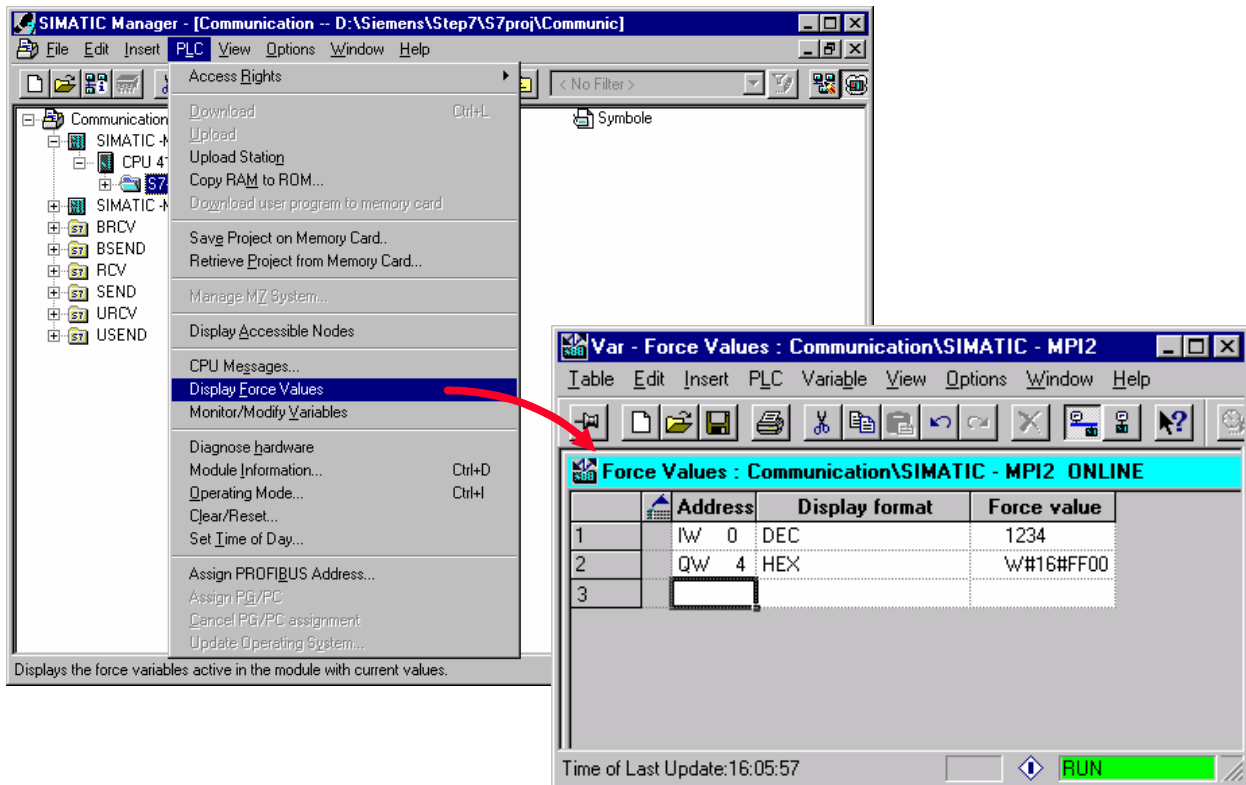 SIMATIC Manager - [Communication -- D:\Siemens\Step7\S7proj\Communic]
File Edit Insert PLC View Options Window Help
< No Filter >
Access Rights
Download Ctrl+L
Upload
Upload Station
Copy RAM to ROM...
Download user program to memory card
Save Project on Memory Card..
Retrieve Project from Memory Card...
Manage M7 System...
Display Accessible Nodes
CPU Messages...
Display Force Values
Monitor/Modify Variables
Diagnose hardware
Module Information... Ctrl+D
Operating Mode... Ctrl+I
Clear/Reset...
Set Time of Day...
Assign PROFIBUS Address...
Assign PG/PC
Cancel PG/PC assignment
Update Operating System...
Communication
SIMATIC
CPU
S7
SIMATIC
BRCV
BSEND
RCV
SEND
URCV
USEND
Symbole
Displays the force variables active in the module with current values.
Var - Force Values : Communication\SIMATIC - MPI2
Table Edit Insert PLC Variable View Options Window Help
Force Values : Communication\SIMATIC - MPI2 ONLINE
Address Display format Force value
1 IW 0 DEC 1234
2 QW 4 HEX W#16#FF00
3
Time of Last Update:16:05:57
RUN